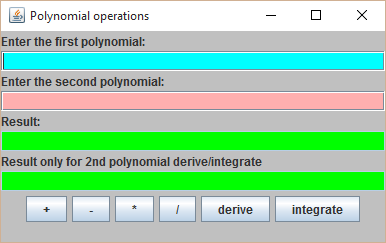 Polynomial operations
Enter the first polynomial:
Enter the second polynomial:
Result:
Result only for 2nd polynomial derive/integrate
+ - * / derive integrate